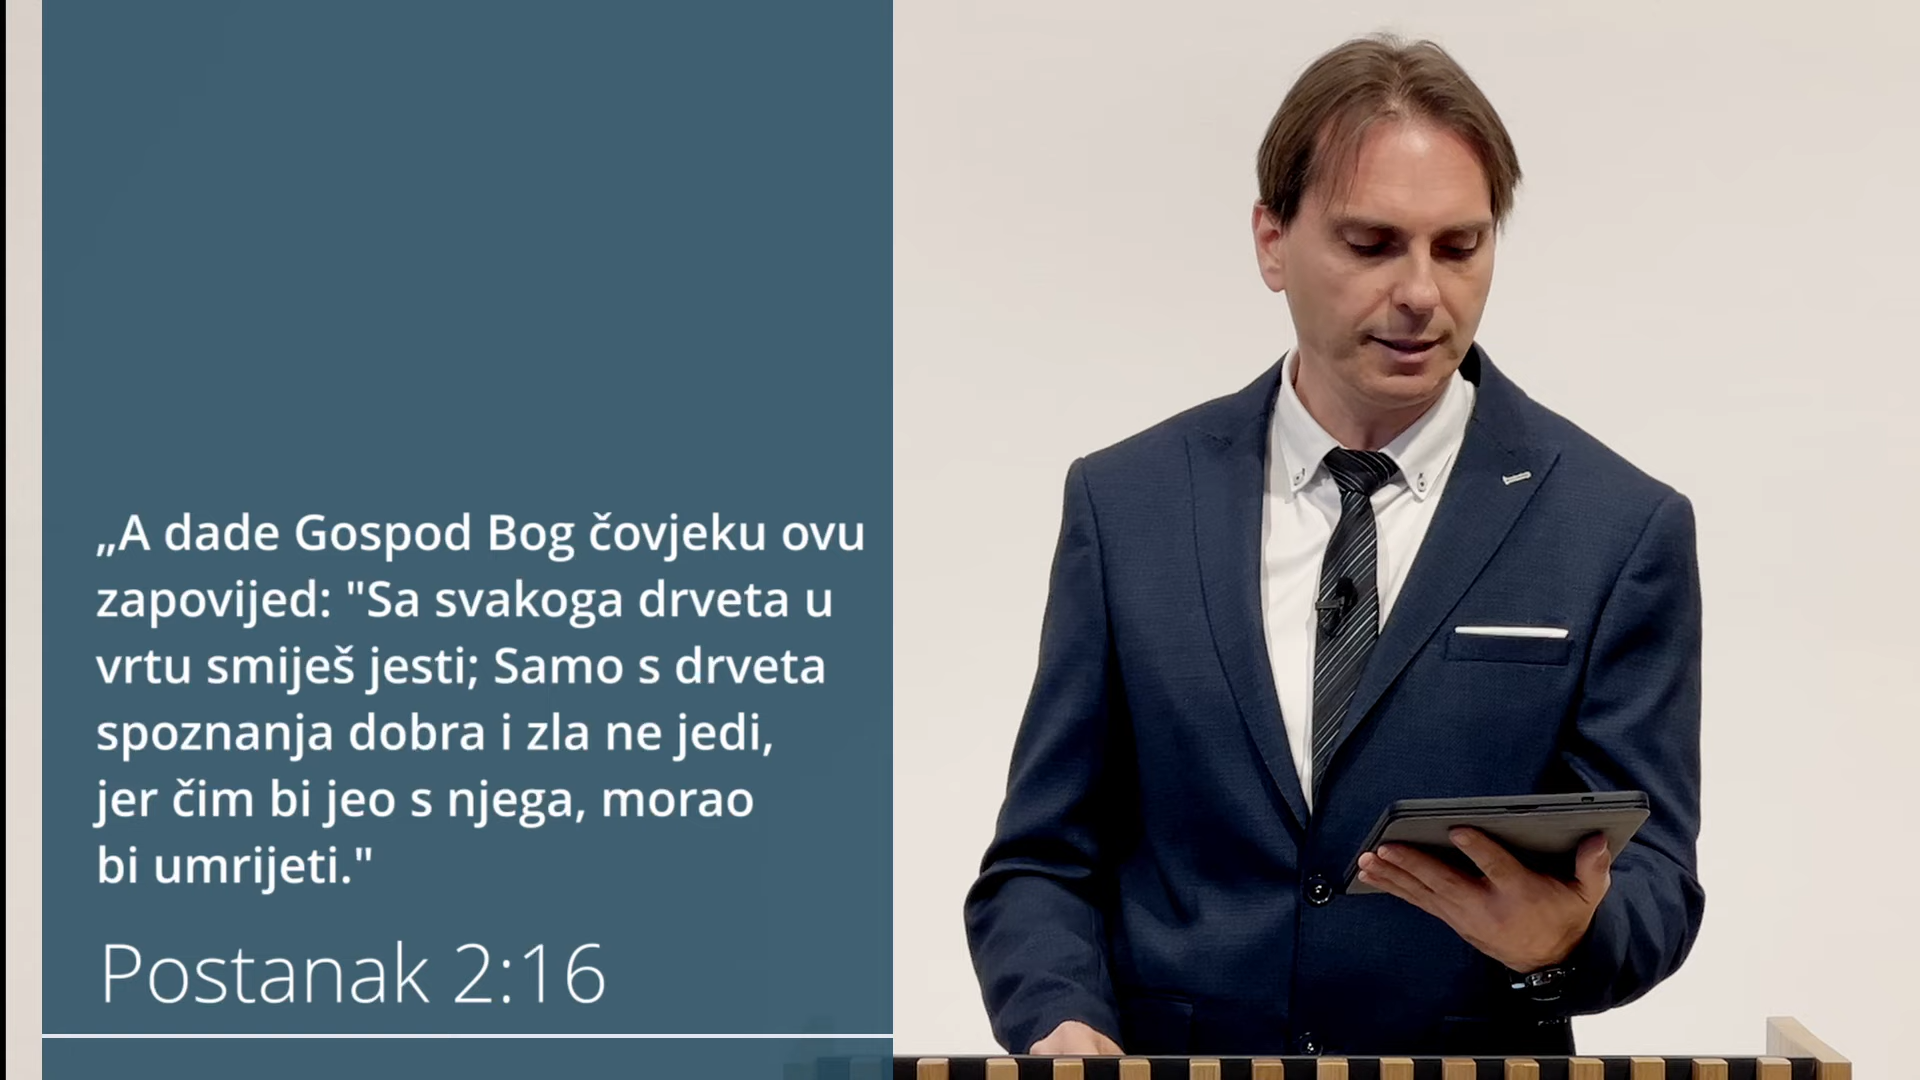 „A dade Gospod Bog čovjeku ovu
zapovijed: "Sa svakoga drveta u
vrtu smiješ jesti; Samo s drveta
spoznanja dobra i zla ne jedi,
jer čim bi jeo s njega, morao
bi umrijeti."
Postanak 2:16